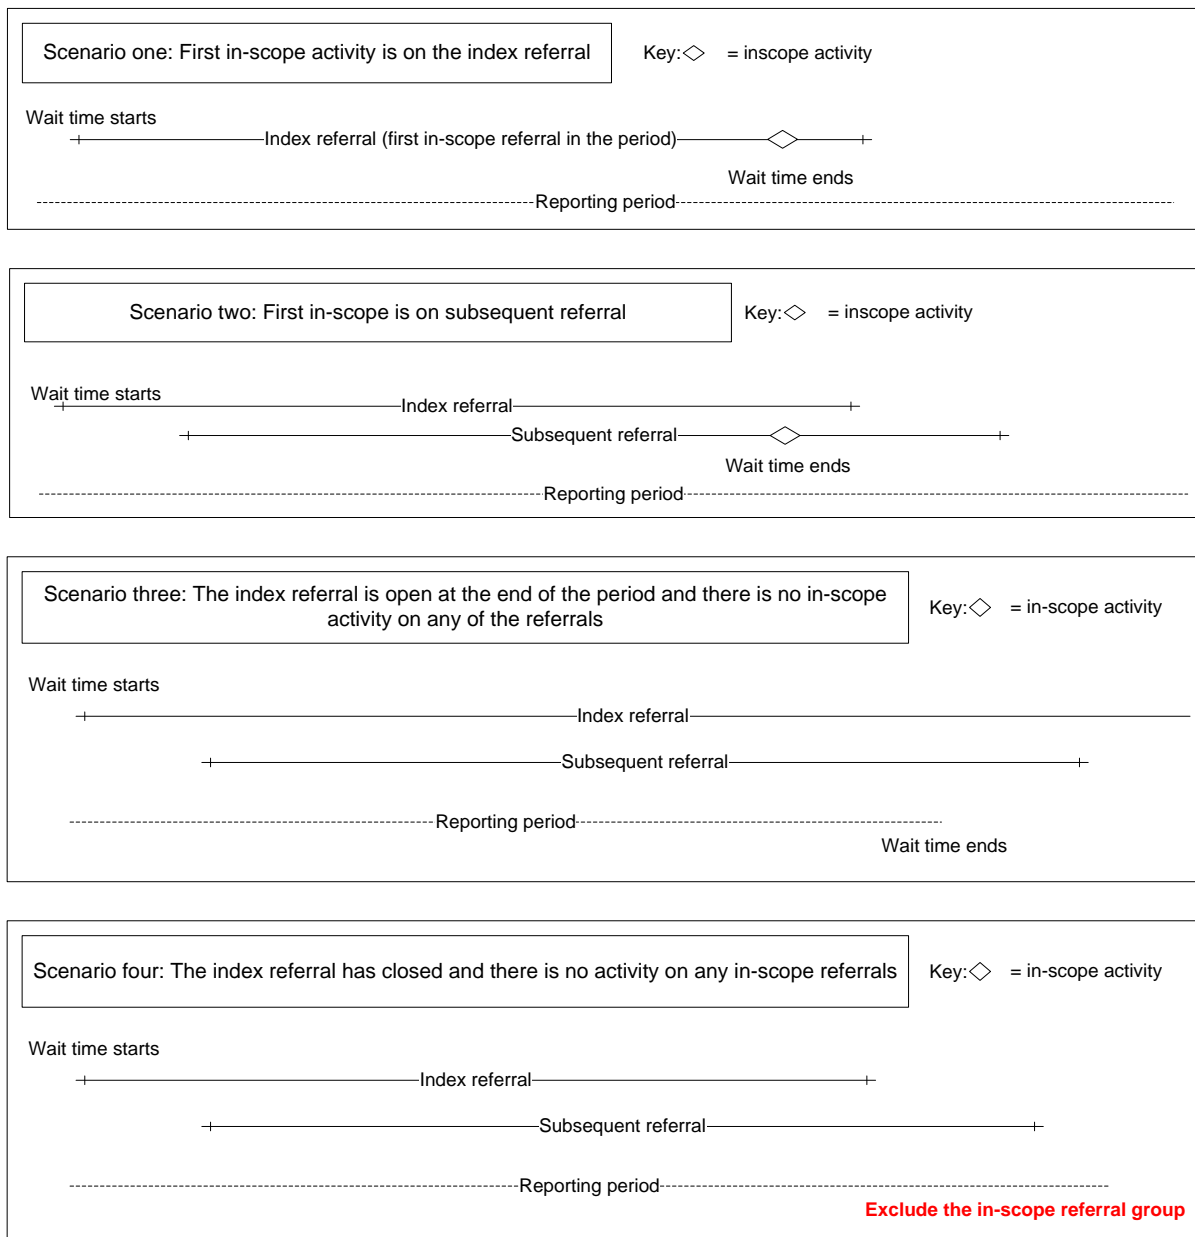 Scenario one: First in-scope activity is on the index referral
Key: = inscope activity
Wait time starts
Index referral (first in-scope referral in the period)
Wait time ends
Reporting period
Scenario two: First in-scope is on subsequent referral
Key: = inscope activity
Wait time starts
Index referral
Subsequent referral
Wait time ends
Reporting period
Scenario three: The index referral is open at the end of the period and there is no in-scope
activity on any of the referrals
Key: = in-scope activity
Wait time starts
Index referral
Subsequent referral
Reporting period
Wait time ends
Scenario four: The index referral has closed and there is no activity on any in-scope referrals
Key: = in-scope activity
Wait time starts
Index referral
Subsequent referral
Reporting period
Exclude the in-scope referral group